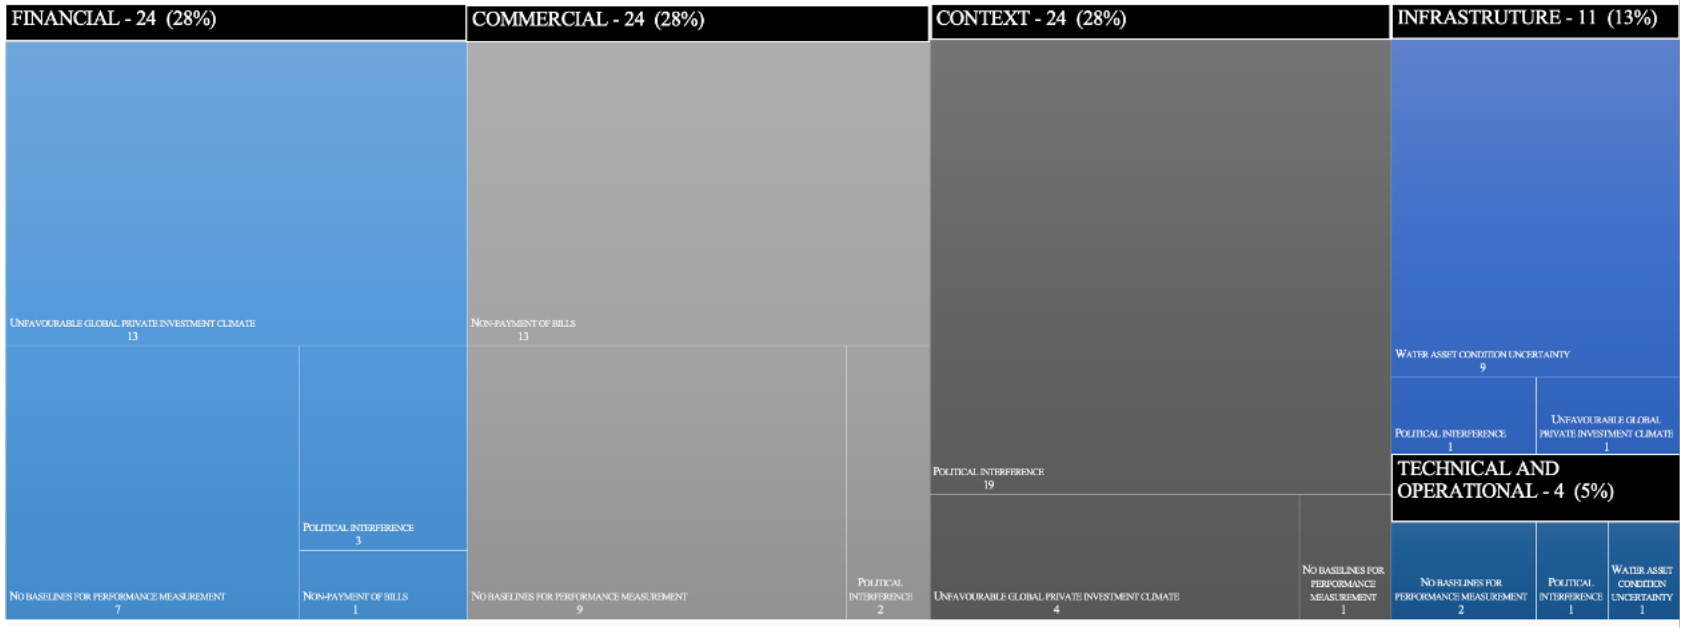 FINANCIAL - 24 (28%)
UNFAVOURABLE GLOBAL PRIVATE INVESTMENT CLIMATE
13
NO BASELINES FOR PERFORMANCE MEASUREMENT
7
POLITICAL INTERFERENCE
3
NON-PAYMENT OF BILLS
1
COMMERCIAL - 24 (28%)
NON-PAYMENT OF BILLS
13
NO BASELINES FOR PERFORMANCE MEASUREMENT
9
POLITICAL
INTERFERENCE
2
CONTEXT - 24 (28%)
POLITICAL INTERFERENCE
19
UNFAVOURABLE GLOBAL PRIVATE INVESTMENT CLIMATE
4
NO BASELINES FOR
PERFORMANCE
MEASUREMENT
1
INFRASTRUTURE - 11 (13%)
WATER ASSET CONDITION UNCERTAINTY
9
POLITICAL INTERFERENCE
1
UNFAVOURABLE GLOBAL
PRIVATE INVESTMENT CLIMATE
1
TECHNICAL AND
OPERATIONAL - 4 (5%)
NO BASELINES FOR
PERFORMANCE MEASUREMENT
2
POLITICAL
INTERFERENCE
1
WATER ASSET
CONDITION
UNCERTAINTY
1